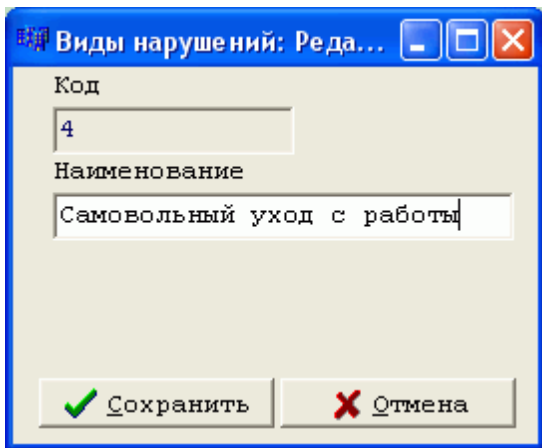 Виды нарушений: Реда...
Код
4
Наименование
Самовольный уход с работы
Сохранить
Отмена